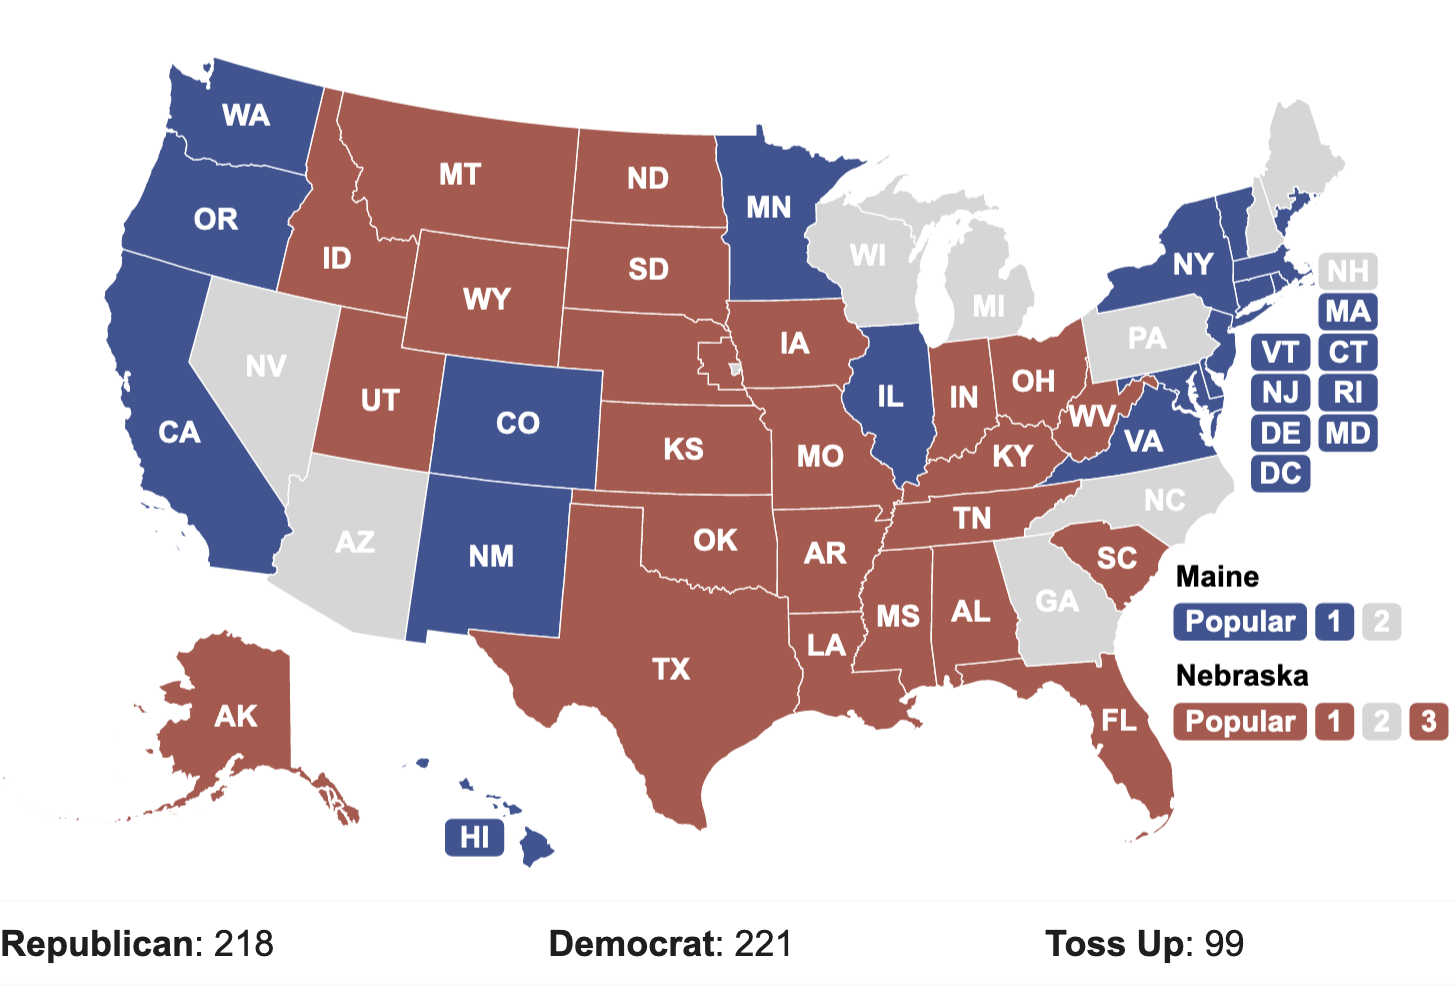 WA
MT
ND
MN
OR
ID
SD
WI
NY
WY
MI
NH
MA
NV
IA
PA
VT
CT
UT
CO
IL
IN
OH
NJ
RI
CA
KS
MO
KY
WV
VA
DE
MD
DC
AZ
NM
OK
AR
TN
NC
SC
MS
AL
GA
TX
LA
FL
AK
HI
Maine
Popular 1 2
Nebraska
Popular 1 2 3
Republican: 218 Democrat: 221 Toss Up: 99